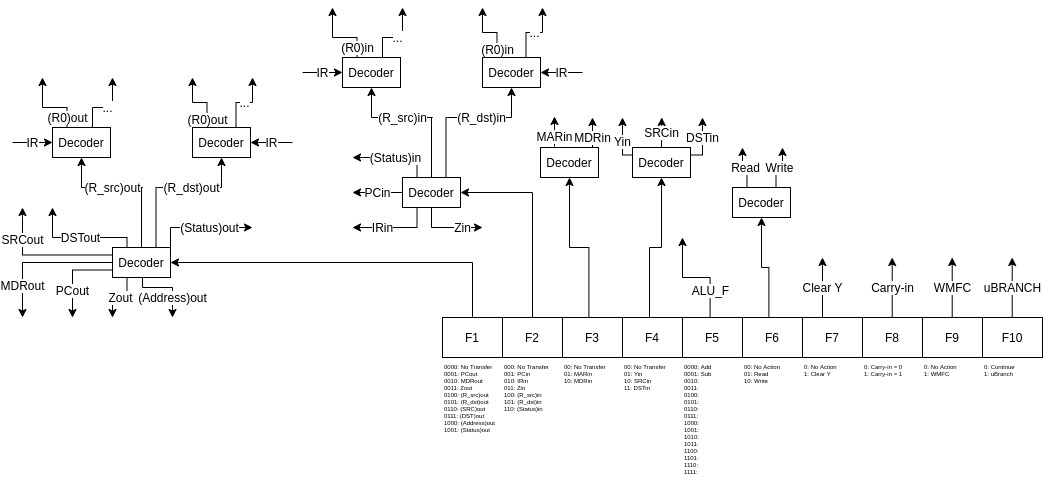 (R0)in
...
(R0)in
...
IR
Decoder
Decoder
IR
(R0)out
...
(R0)out
...
IR
Decoder
Decoder
IR
(R_src)in
(R_dst)in
MARin
MDRin
Yin
SRCin
DSTin
(Status)in
Decoder
Decoder
Read
Write
(R_src)out
(R_dst)out
PCin
Decoder
Decoder
IRin
Zin
(Status)out
SRCout
DSTout
Decoder
MDRout
PCout
Zout
(Address)out
ALU_F
Clear Y
Carry-in
WMFC
uBRANCH
F1
F2
F3
F4
F5
F6
F7
F8
F9
F10
0000: No Transfer
0001: PCout
0010: MDRout
0011: Zout
0100: (R_src)out
0101: (R_dst)out
0110: (SRC)out
0111: (DST)out
1000: (Address)out
1001: (Status)out
000: No Transfer
001: PCin
010: IRin
011: Zin
100: (R_src)in
101: (R_dst)in
110: (Status)in
00: No Transfer
01: MARin
10: MDRin
00: No Transfer
01: Yin
10: SRCin
11: DSTin
0000: Add
0001: Sub
0010:
0011:
0100:
0101:
0110:
0111:
1000:
1001:
1010:
1011:
1100:
1101:
1110:
1111:
00: No Action
01: Read
10: Write
0: No Action
1: Clear Y
0: Carry-in = 0
1: Carry-in = 1
0: No Action
1: WMFC
0: Continue
1: uBranch